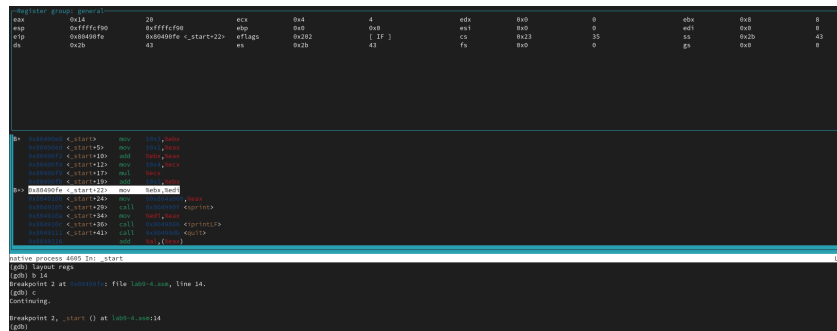 Register group: general
eax 0x14 20 ecx 0x4 4 edx 0x0 0 ebx 0x8 8
esp 0xffffcf90 0xffffcf90 ebp 0x0 0x0 esi 0x0 0 edi 0x0 0
eip 0x80490fe 0x80490fe <_start+22> eflags 0x202 [ IF ] cs 0x23 35 ss 0x2b 43
ds 0x2b 43 es 0x2b 43 fs 0x0 0 gs 0x0 0
B+ <_start> mov
<_start+5> mov
<_start+10> add
<_start+12> mov
<_start+17> mul
<_start+19> add
B+> 0x80490fe <_start+22> mov %ebx,%edi
<_start+24> mov
<_start+29> call <sprint>
<_start+34> mov
<_start+36> call <iprintLF>
<_start+41> call <quit>
add
native process 4605 In: _start L
(gdb) layout regs
(gdb) b 14
Breakpoint 2 at 0x80490fe: file lab9-4.asm, line 14.
(gdb) c
Continuing.
Breakpoint 2, _start () at lab9-4.asm:14
(gdb)